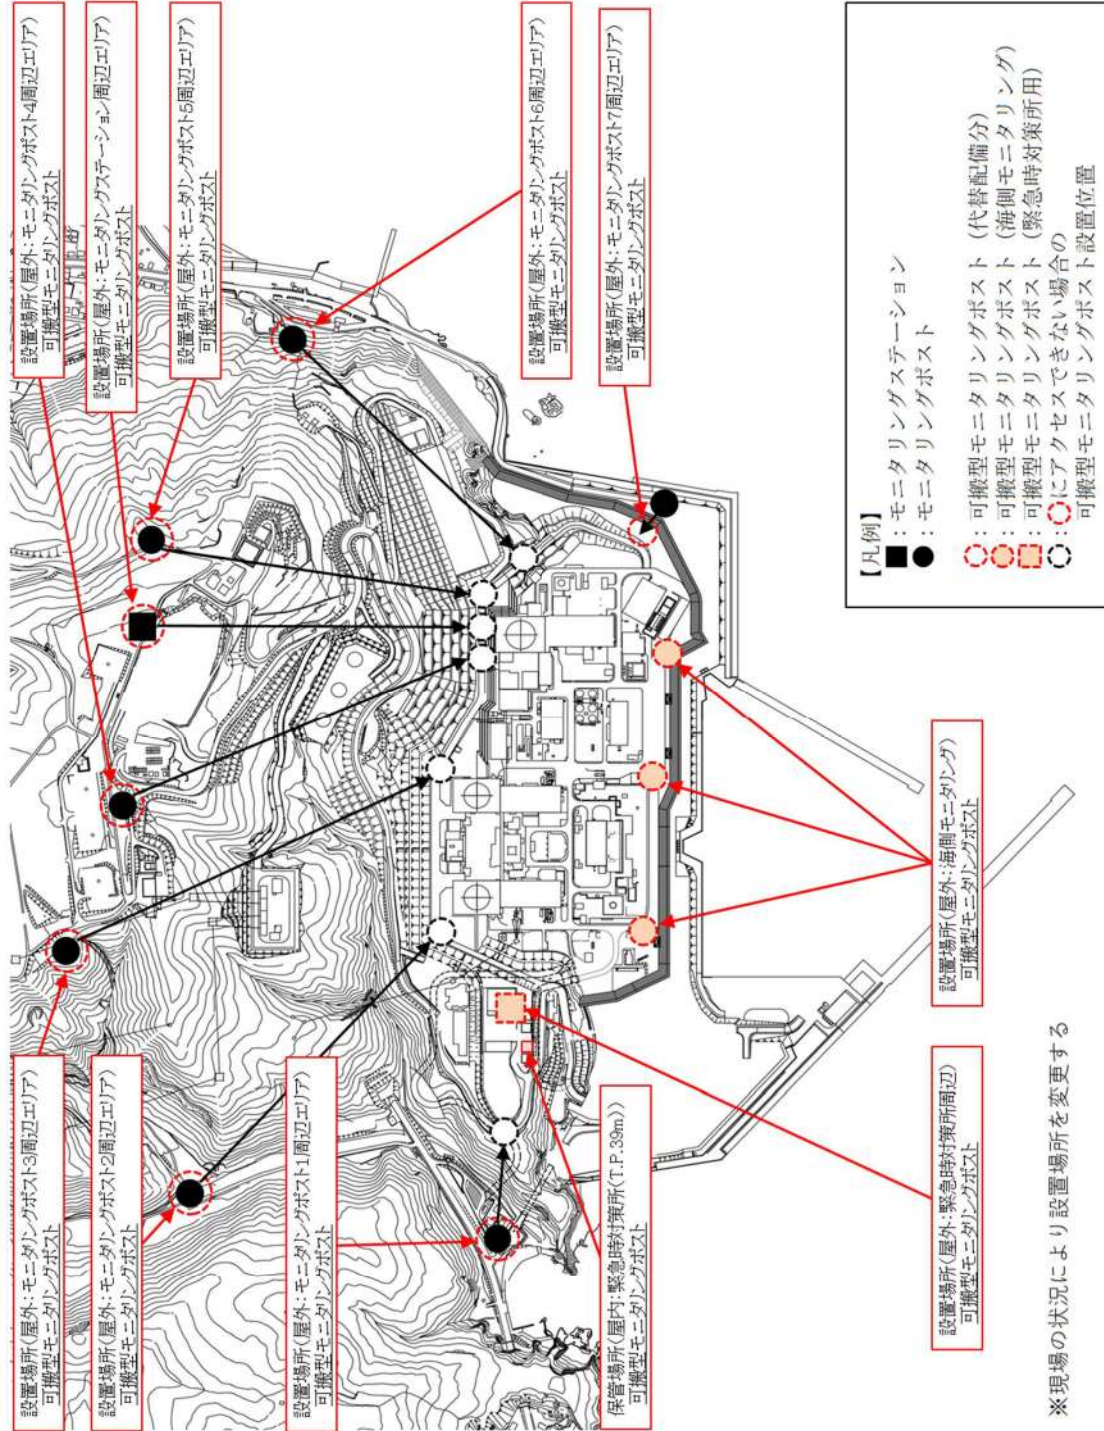 設置場所(屋外：モニタリングポスト3周辺エリア)
可搬型モニタリングポスト
設置場所(屋外：モニタリングポスト2周辺エリア)
可搬型モニタリングポスト
設置場所(屋外：モニタリングポスト1周辺エリア)
可搬型モニタリングポスト
保管場所(屋内：緊急時対策所(T.P.39m))
可搬型モニタリングポスト
設置場所(屋外：緊急時対策所周辺)
可搬型モニタリングポスト
設置場所(屋外：海側モニタリング)
可搬型モニタリングポスト
設置場所(屋外：モニタリングポスト4周辺エリア)
可搬型モニタリングポスト
設置場所(屋外：モニタリングステーション周辺エリア)
可搬型モニタリングポスト
設置場所(屋外：モニタリングポスト5周辺エリア)
可搬型モニタリングポスト
設置場所(屋外：モニタリングポスト6周辺エリア)
可搬型モニタリングポスト
設置場所(屋外：モニタリングポスト7周辺エリア)
可搬型モニタリングポスト
【凡例】
：モニタリングステーション
：モニタリングポスト
：可搬型モニタリングポスト（代替配備分）
：可搬型モニタリングポスト（海側モニタリング）
：可搬型モニタリングポスト（緊急時対策所用）
：にアクセスできない場合の
可搬型モニタリングポスト設置位置
※現場の状況により設置場所を変更する